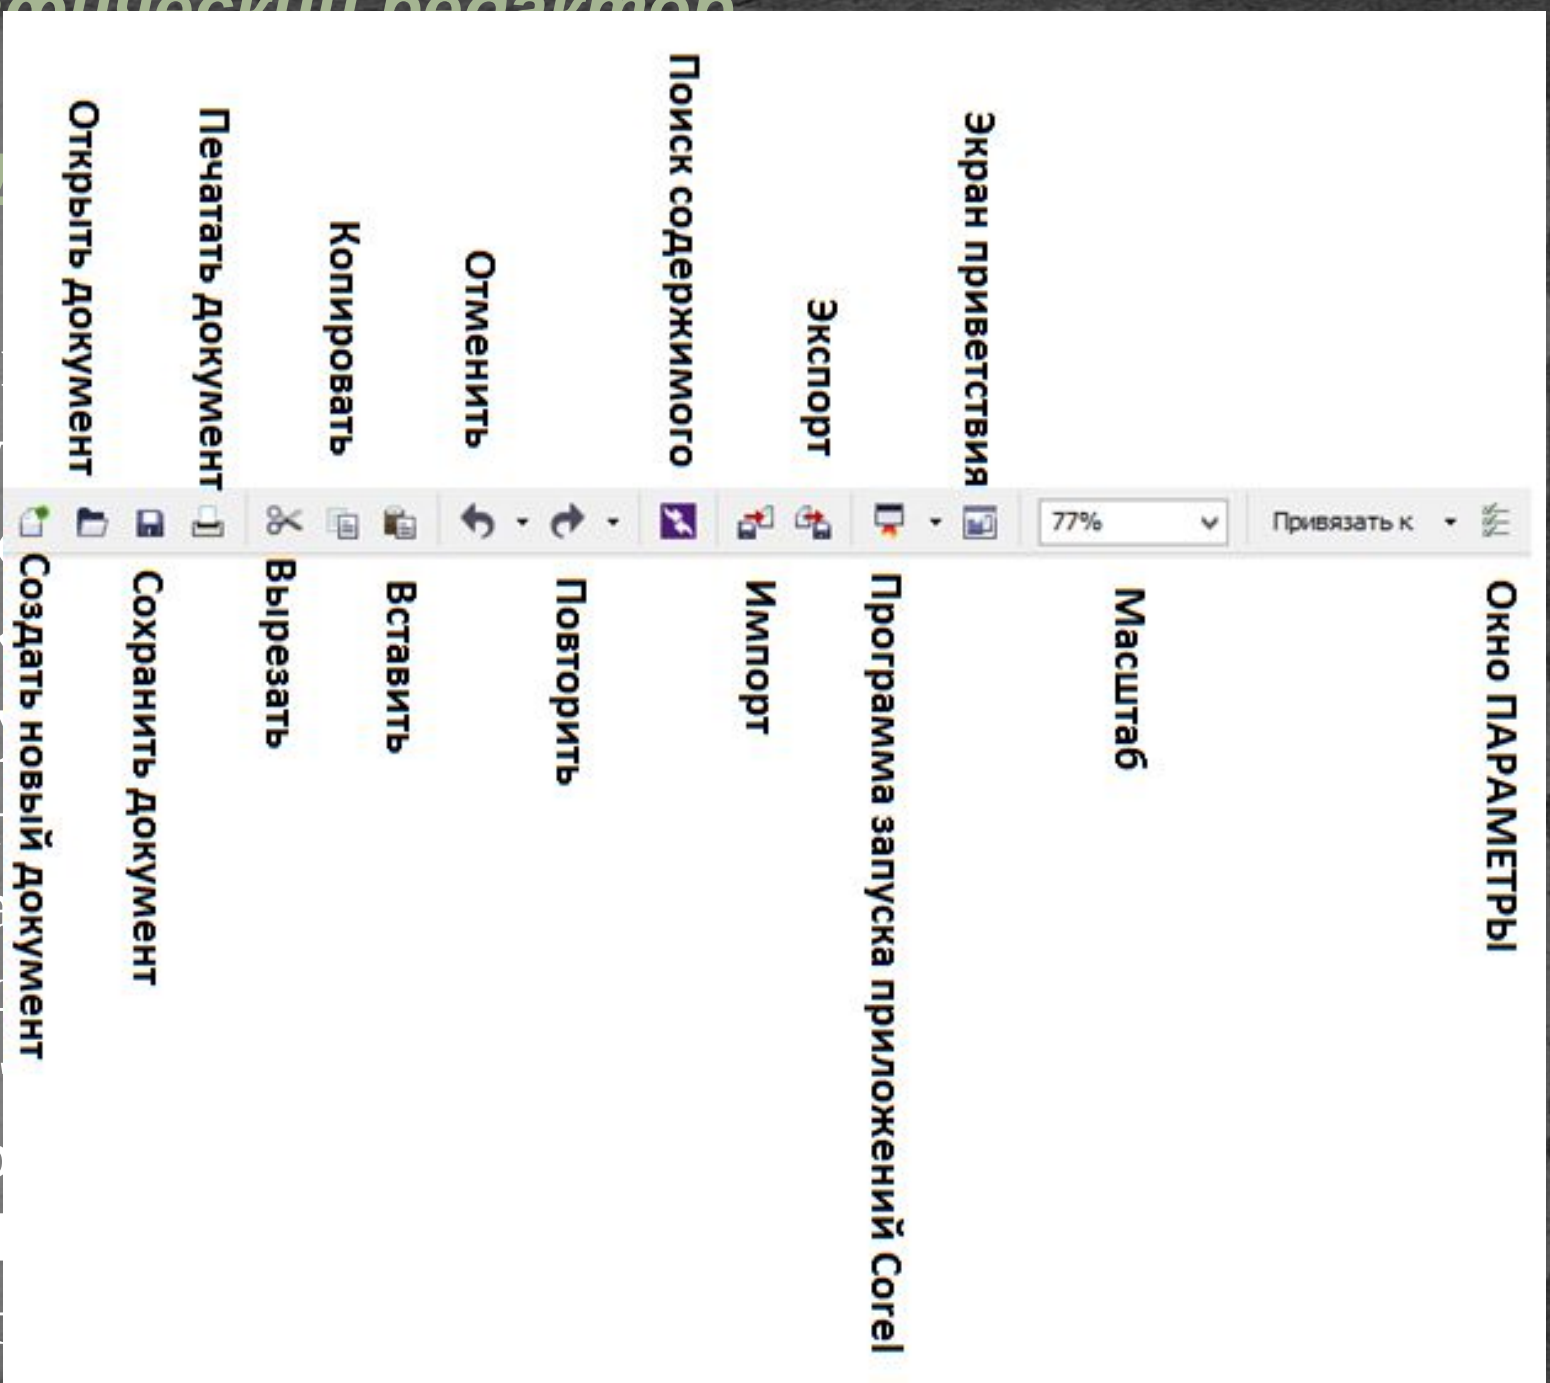 Открыть документ
Печатать документ
Копировать
Отменить
Поиск содержимого
Экспорт
Экран приветствия
77%
Привязать к
Создать новый документ
Сохранить документ
Вырезать
Вставить
Повторить
Импорт
Программа запуска приложений Corel
Масштаб
Окно ПАРАМЕТРЫ